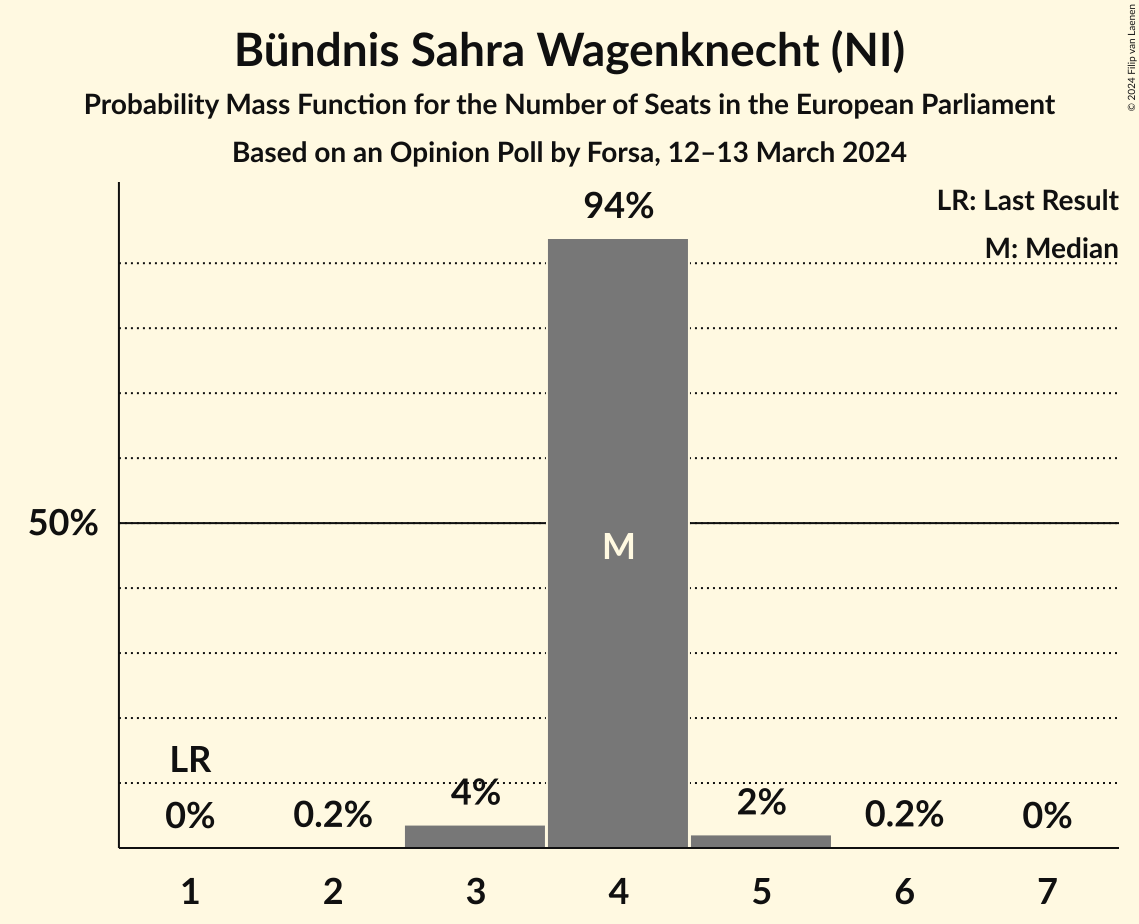 Bündnis Sahra Wagenknecht (NI)
Probability Mass Function for the Number of Seats in the European Parliament
Based on an Opinion Poll by Forsa, 12–13 March 2024
© 2024 Filip van Laenen
LR: Last Result
M: Median
94%
50%
M
LR
0%
0.2%
4%
2%
0.2%
0%
1 2 3 4 5 6 7